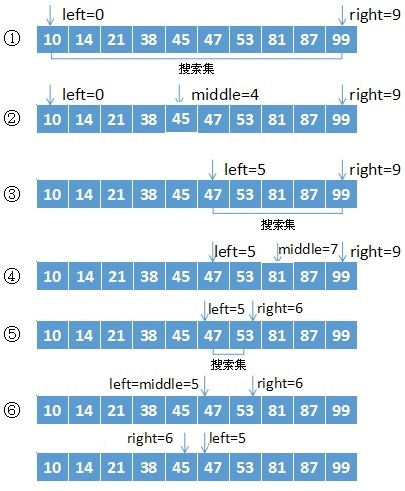 left=0 right=9
① 10 14 21 38 45 47 53 81 87 99
搜索集
left=0 middle=4 right=9
② 10 14 21 38 45 47 53 81 87 99
left=5 right=9
③ 10 14 21 38 45 47 53 81 87 99
搜索集
left=5 middle=7 right=9
④ 10 14 21 38 45 47 53 81 87 99
left=5 right=6
⑤ 10 14 21 38 45 47 53 81 87 99
搜索集
left=middle=5 right=6
⑥ 10 14 21 38 45 47 53 81 87 99
right=6 left=5
10 14 21 38 45 47 53 81 87 99